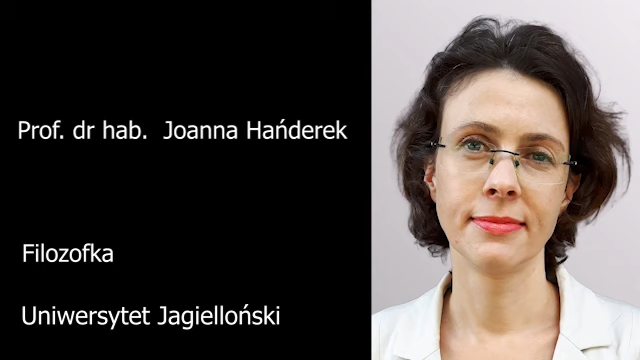 Prof. dr hab. Joanna Hańderek
Filozofka
Uniwersytet Jagielloński